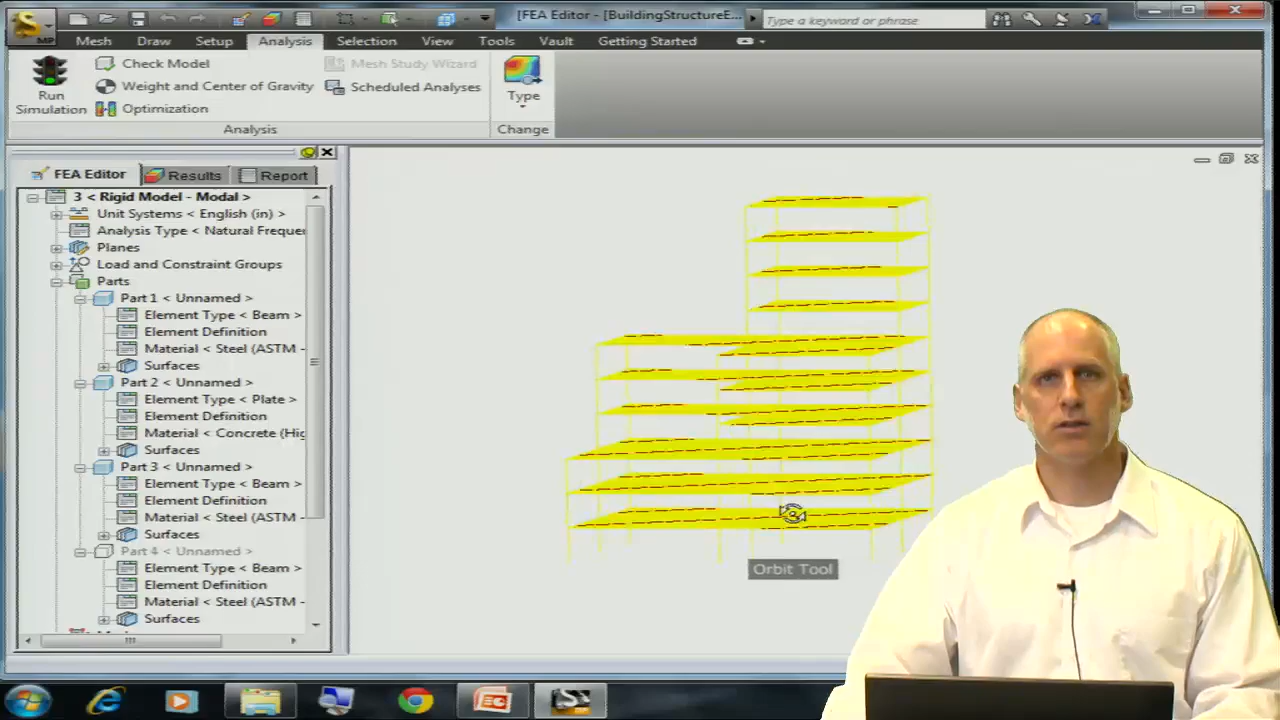 [FEA Editor - [BuildingStructureE...
Type a keyword or phrase
MP
Mesh Draw Setup Analysis Selection View Tools Vault Getting Started
Run Simulation
Check Model
Weight and Center of Gravity
Optimization
Mesh Study Wizard
Scheduled Analyses
Type
Analysis
Change
FEA Editor Results Report
3 < Rigid Model - Modal >
Unit Systems < English (in) >
Analysis Type < Natural Frequen
Planes
Load and Constraint Groups
Parts
Part 1 < Unnamed >
Element Type < Beam >
Element Definition
Material < Steel (ASTM -
Surfaces
Part 2 < Unnamed >
Element Type < Plate >
Element Definition
Material < Concrete (Hig
Surfaces
Part 3 < Unnamed >
Element Type < Beam >
Element Definition
Material < Steel (ASTM -
Surfaces
Part 4 < Unnamed >
Element Type < Beam >
Element Definition
Material < Steel (ASTM -
Surfaces
Orbit Tool